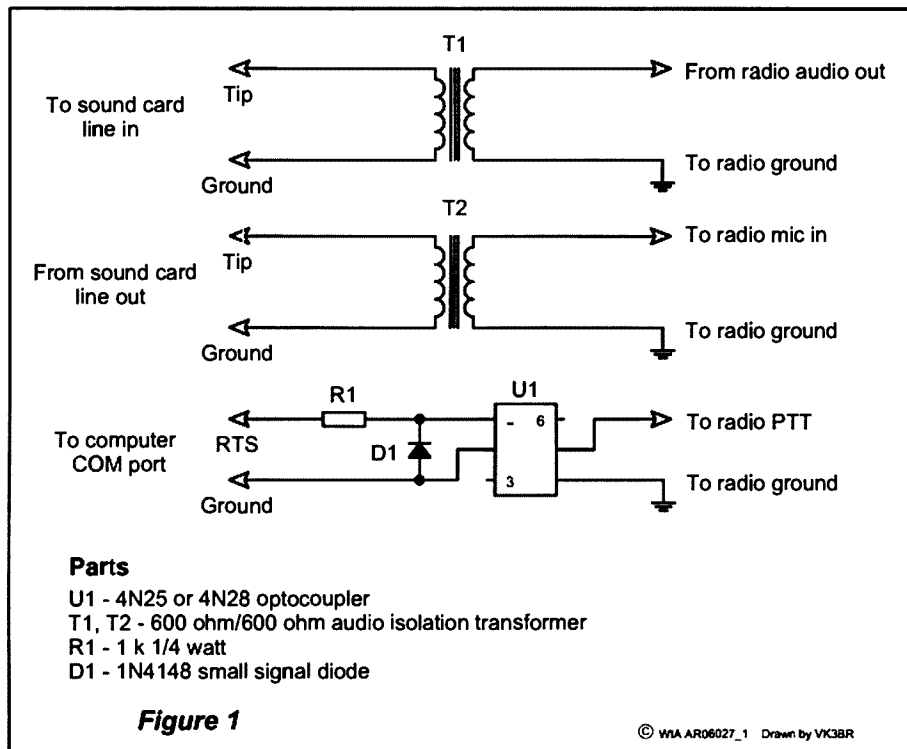 T1
From radio audio out
Tip
To sound card
line in
To radio ground
Ground
T2
To radio mic in
Tip
From sound card
line out
To radio ground
Ground
R1
U1
- 6
To radio PTT
RTS
To computer
COM port
D1
3
To radio ground
Ground
Parts
U1 - 4N25 or 4N28 optocoupler
T1, T2 - 600 ohm/600 ohm audio isolation transformer
R1 - 1 k 1/4 watt
D1 - 1N4148 small signal diode
Figure 1
© WIA AR06027_1 Drawn by VK3BR